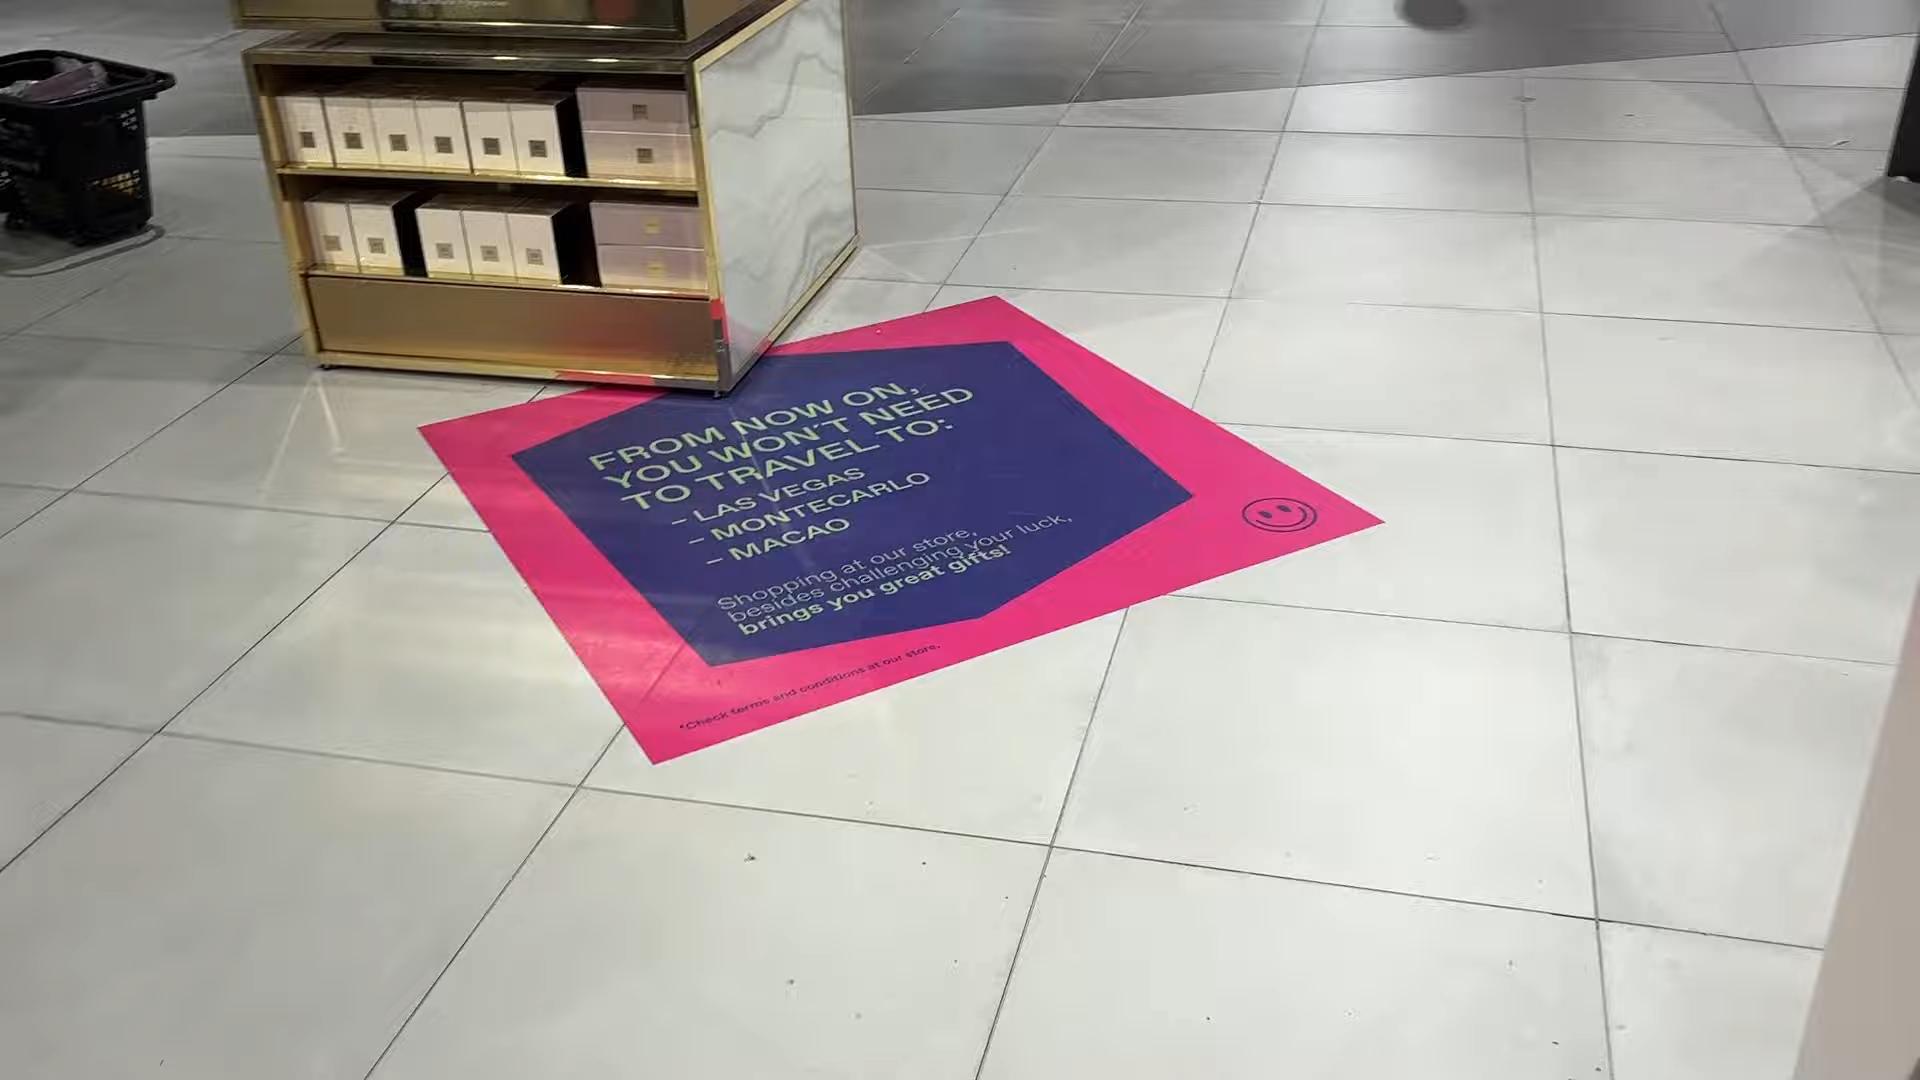 FROM NOW ON,
YOU WON'T NEED
TO TRAVEL TO:
– LAS VEGAS
– MONTECARLO
– MACAO
Shopping at our store,
besides challenging your luck,
brings you great gifts!
*Check terms and conditions at our store.